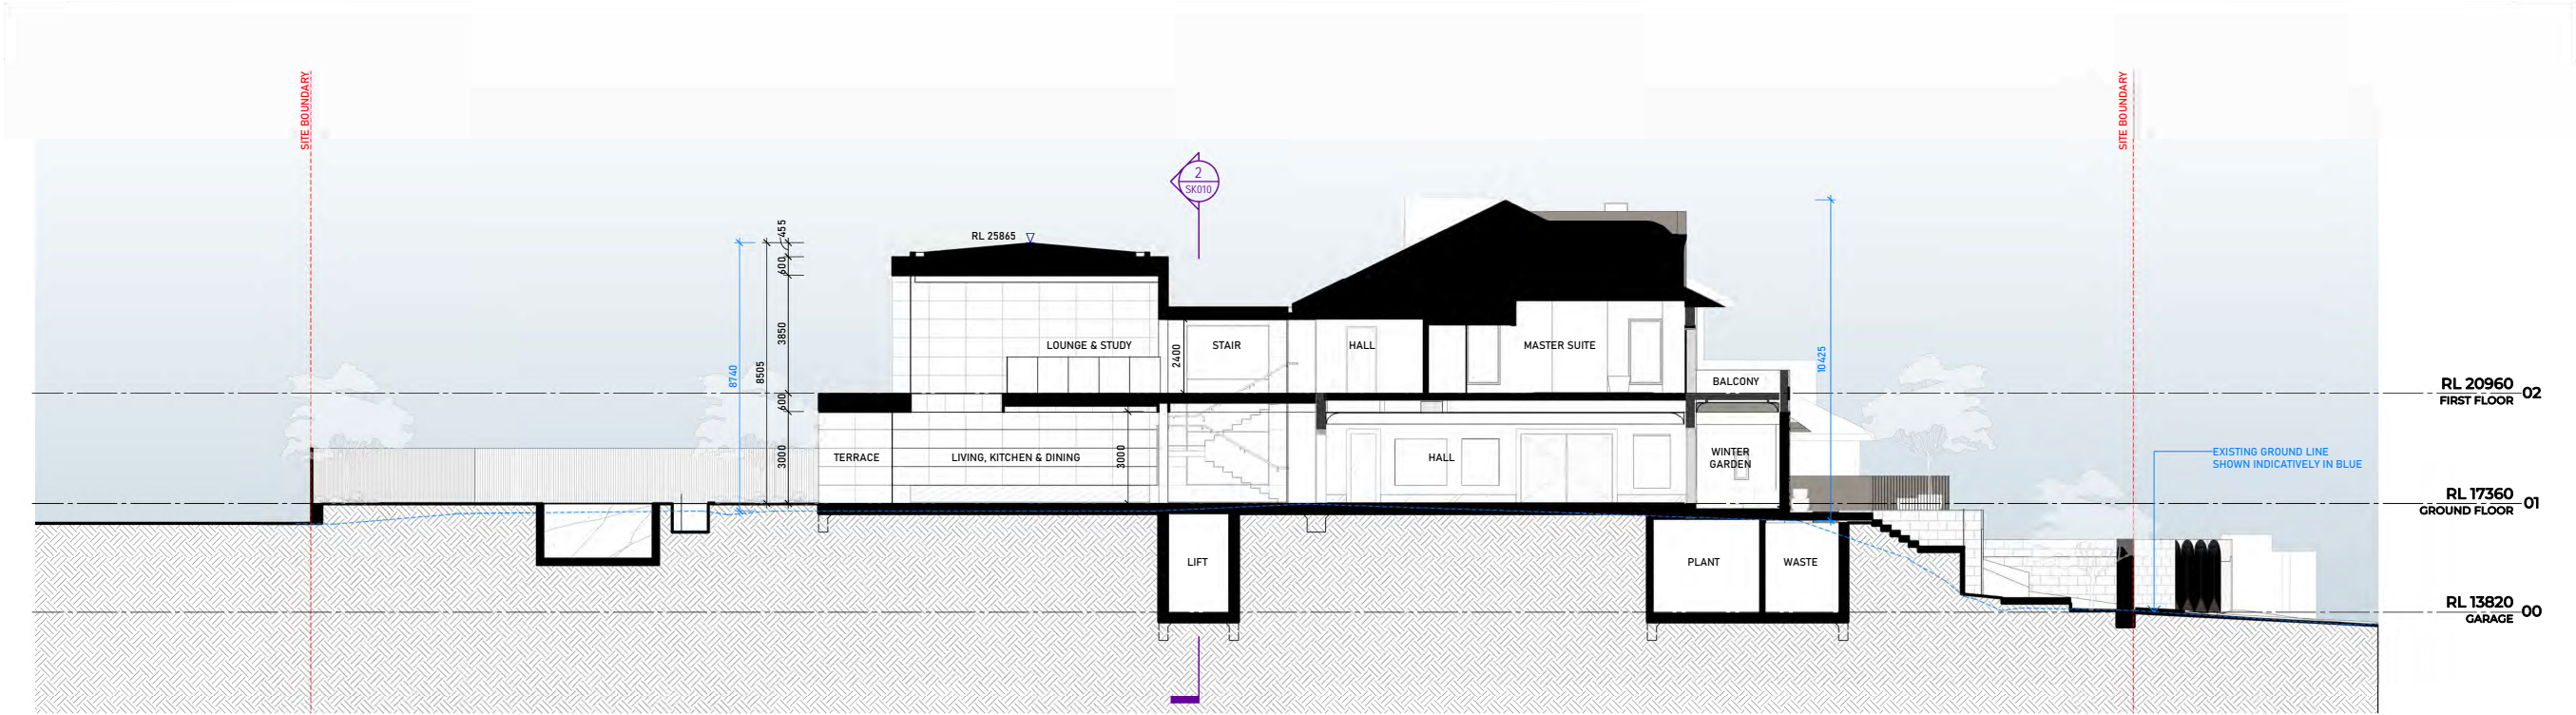 SITE BOUNDARY
SITE BOUNDARY
2
SK010
RL 25865
455
600
3850
8740
8505
600
3000
10425
LOUNGE & STUDY
2400
STAIR
HALL
MASTER SUITE
BALCONY
RL 20960
FIRST FLOOR
02
TERRACE
LIVING, KITCHEN & DINING
3000
HALL
WINTER
GARDEN
EXISTING GROUND LINE
SHOWN INDICATIVELY IN BLUE
RL 17360
GROUND FLOOR
01
LIFT
PLANT
WASTE
RL 13820
GARAGE
00